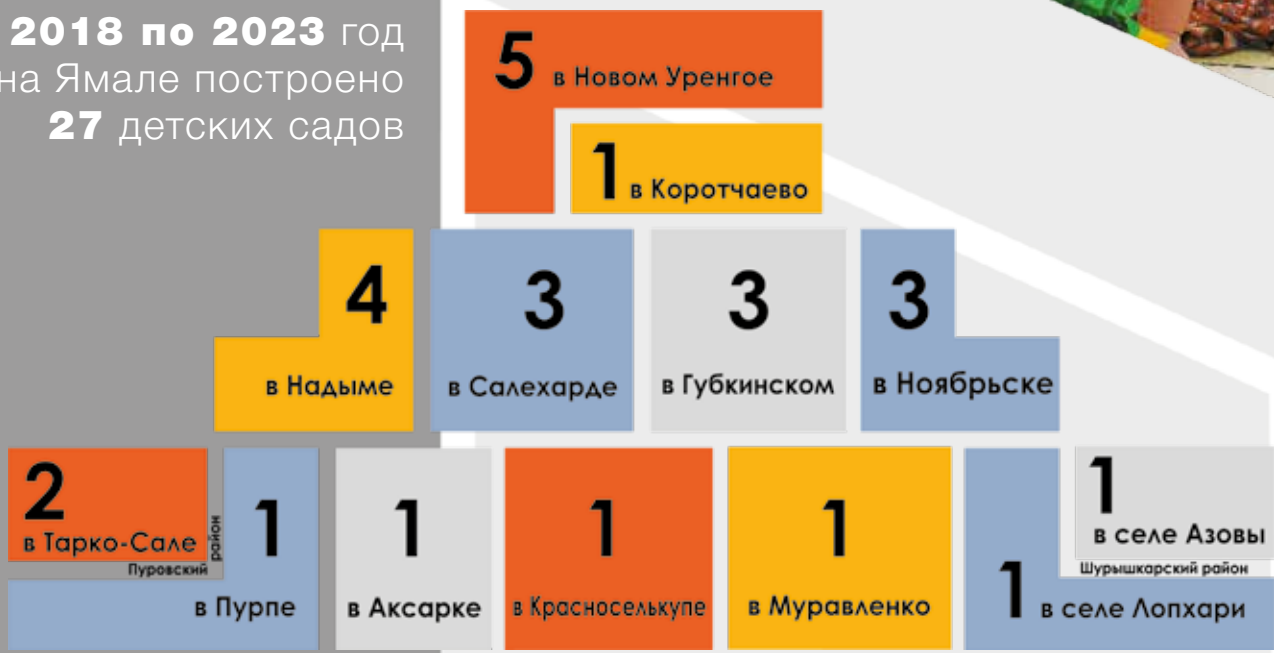 2018 по 2023 год
на Ямале построено
27 детских садов
5 в Новом Уренгое
1 в Коротчаево
4
в Надыме
3
в Салехарде
3
в Губкинском
3
в Ноябрьске
2
в Тарко-Сале
Пуровский
район
1
в Пурпе
1
в Аксарке
1
в Красноселькупе
1
в Муравленко
1
в селе Азовы
Шурышкарский район
1 в селе Лопхари